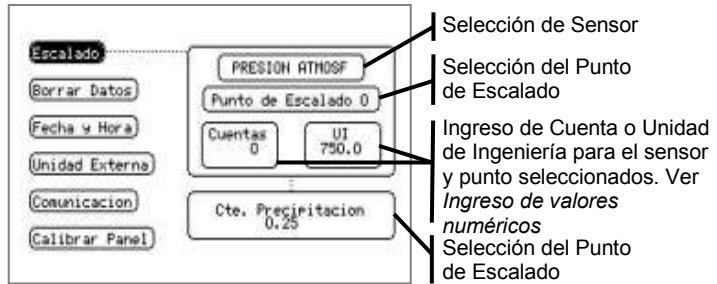 Escalado
Borrar Datos
Fecha y Hora
Unidad Externa
Comunicacion
Calibrar Panel
PRESION ATMOSF
Punto de Escalado 0
Cuentas
0
UI
750.0
Cte. Precipitacion
0.25
Selección de Sensor
Selección del Punto
de Escalado
Ingreso de Cuenta o Unidad
de Ingeniería para el sensor
y punto seleccionados. Ver
Ingreso de valores
numéricos
Selección del Punto
de Escalado